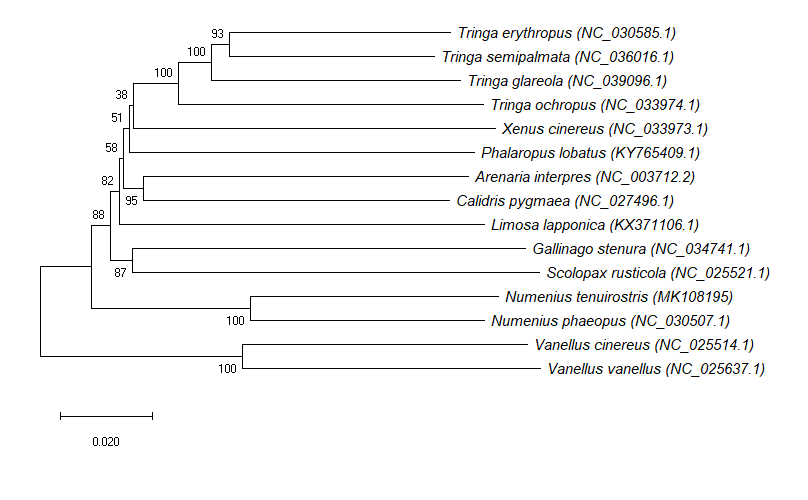 93
Tringa erythropus (NC_030585.1)
100
Tringa semipalmata (NC_036016.1)
100
Tringa glareola (NC_039096.1)
38
Tringa ochropus (NC_033974.1)
51
Xenus cinereus (NC_033973.1)
58
Phalaropus lobatus (KY765409.1)
82
Arenaria interpres (NC_003712.2)
95
Calidris pygmaea (NC_027496.1)
88
Limosa lapponica (KX371106.1)
Gallinago stenura (NC_034741.1)
87
Scolopax rusticola (NC_025521.1)
Numenius tenuirostris (MK108195)
100
Numenius phaeopus (NC_030507.1)
Vanellus cinereus (NC_025514.1)
100
Vanellus vanellus (NC_025637.1)
0.020